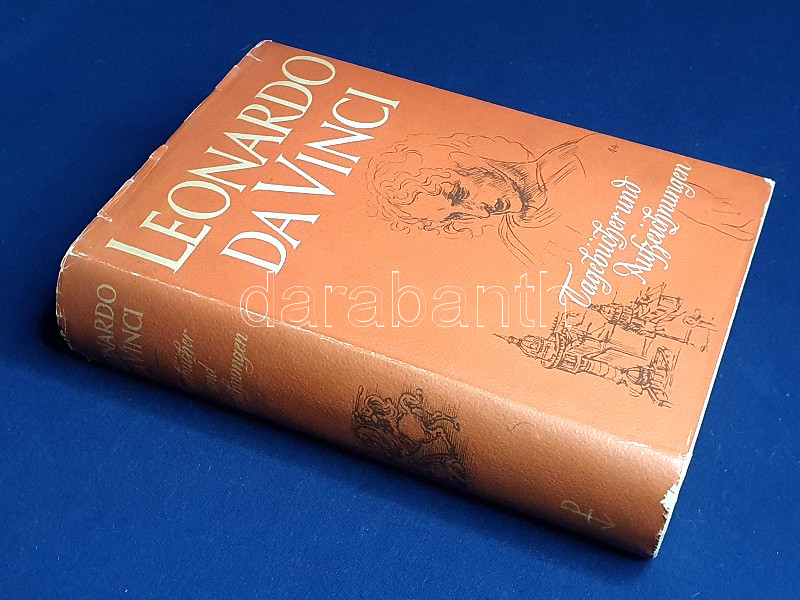 LEONARDO
DA VINCI
Tagebücher und
Aufzeichnungen
darabanth
LEONARDO
DA VINCI